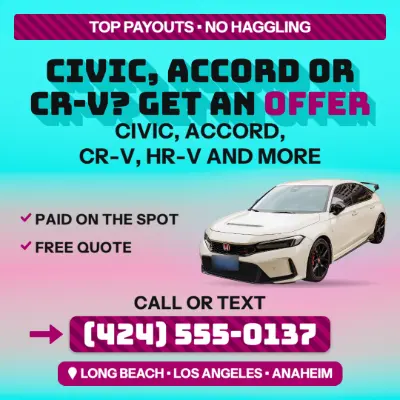 TOP PAYOUTS • NO HAGGLING
CIVIC, ACCORD OR
CR-V? GET AN OFFER
CIVIC, ACCORD,
CR-V, HR-V AND MORE
PAID ON THE SPOT
FREE QUOTE
CALL OR TEXT
(424) 555-0137
LONG BEACH • LOS ANGELES • ANAHEIM